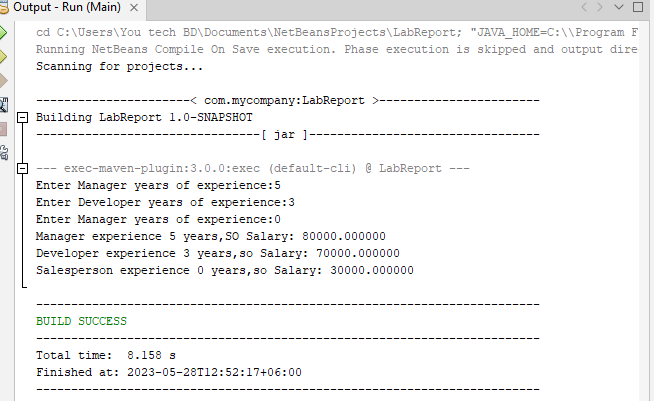 Output - Run (Main)
cd C:\Users\You tech BD\Documents\NetBeansProjects\LabReport; "JAVA_HOME=C:\\Program F
Running NetBeans Compile On Save execution. Phase execution is skipped and output dire
Scanning for projects...
----------------------< com.mycompany:LabReport >-----------------------
Building LabReport 1.0-SNAPSHOT
--------------------------------[ jar ]---------------------------------
--- exec-maven-plugin:3.0.0:exec (default-cli) @ LabReport ---
Enter Manager years of experience:5
Enter Developer years of experience:3
Enter Manager years of experience:0
Manager experience 5 years,SO Salary: 80000.000000
Developer experience 3 years,so Salary: 70000.000000
Salesperson experience 0 years,so Salary: 30000.000000
------------------------------------------------------------------------
BUILD SUCCESS
------------------------------------------------------------------------
Total time:  8.158 s
Finished at: 2023-05-28T12:52:17+06:00
------------------------------------------------------------------------